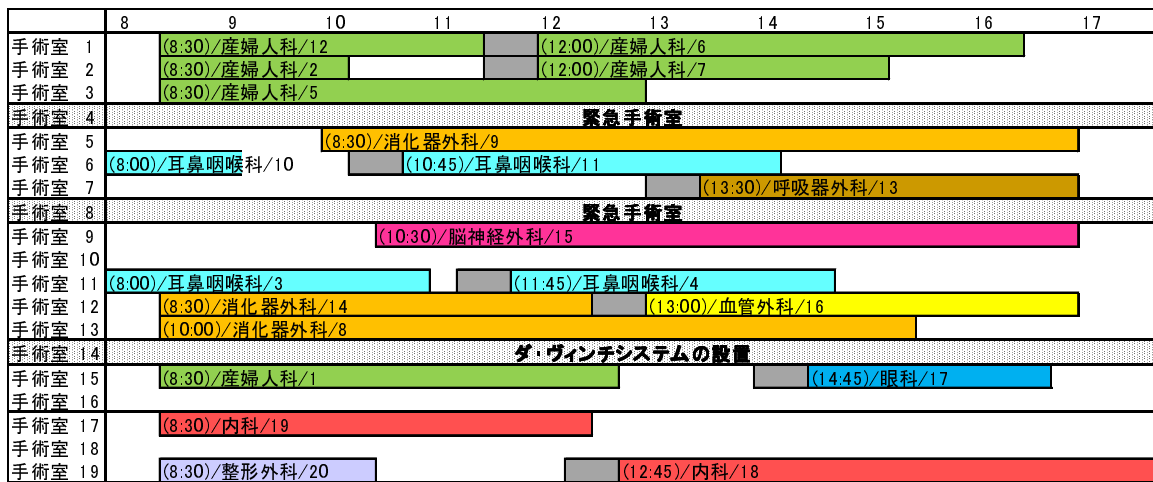 8 9 10 11 12 13 14 15 16 17
手術室 1 (8:30)/産婦人科/12 (12:00)/産婦人科/6
手術室 2 (8:30)/産婦人科/2 (12:00)/産婦人科/7
手術室 3 (8:30)/産婦人科/5
手術室 4 緊急手術室
手術室 5 (8:30)/消化器外科/9
手術室 6 (8:00)/耳鼻咽喉科/10 (10:45)/耳鼻咽喉科/11
手術室 7 (13:30)/呼吸器外科/13
手術室 8 緊急手術室
手術室 9 (10:30)/脳神経外科/15
手術室 10
手術室 11 (8:00)/耳鼻咽喉科/3 (11:45)/耳鼻咽喉科/4
手術室 12 (8:30)/消化器外科/14 (13:00)/血管外科/16
手術室 13 (10:00)/消化器外科/8
手術室 14 ダ・ヴィンチシステムの設置
手術室 15 (8:30)/産婦人科/1 (14:45)/眼科/17
手術室 16
手術室 17 (8:30)/内科/19
手術室 18
手術室 19 (8:30)/整形外科/20 (12:45)/内科/18